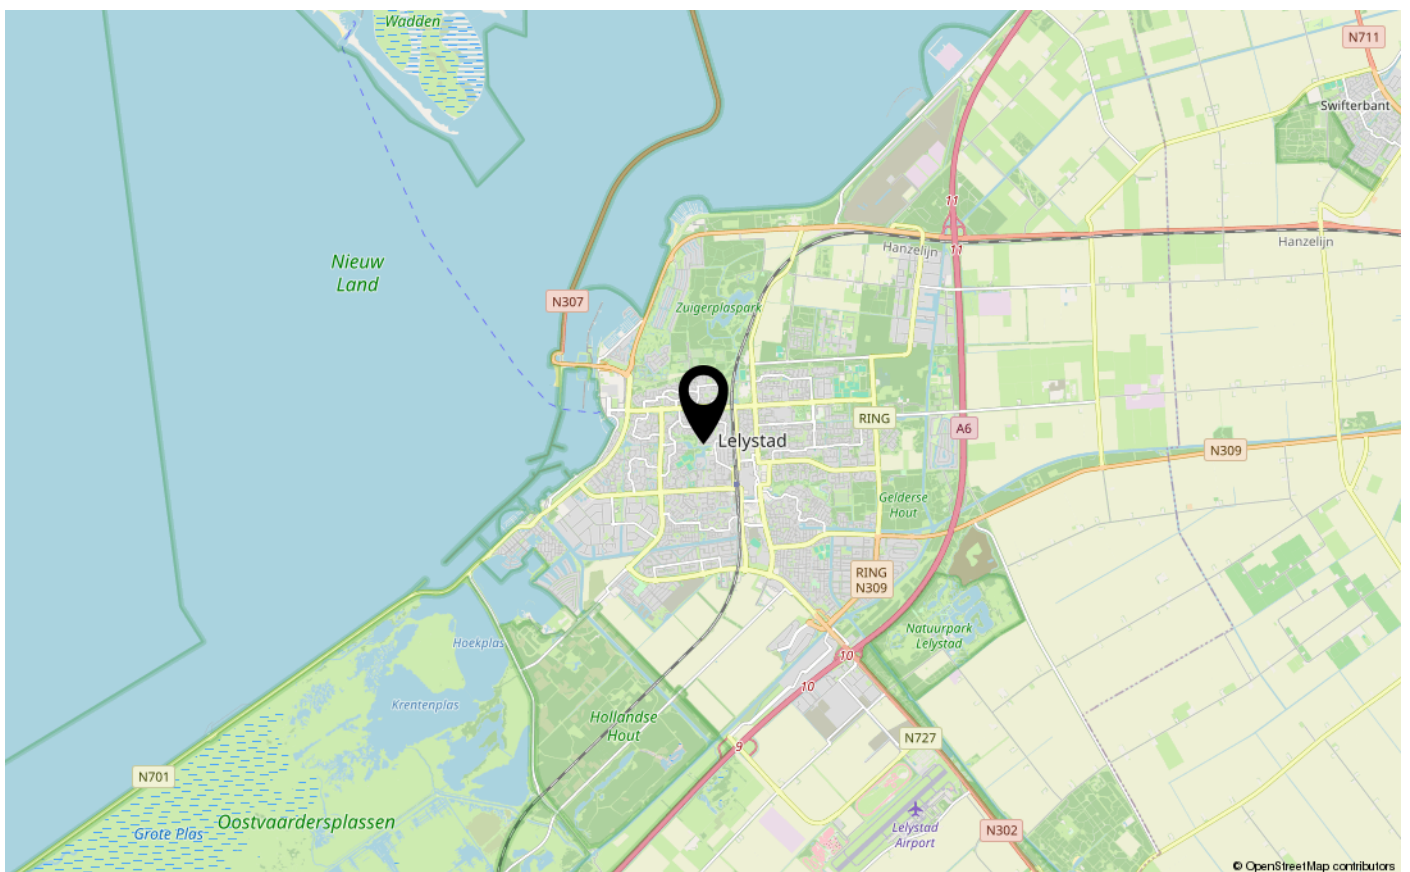 Wadden
N711
Swifterbant
11
11
Hanzelijn
Hanzelijn
Nieuw
Land
N307
Zuigerplaspark
RING
A6
Lelystad
N309
Gelderse
Hout
RING
N309
Natuurpark
Lelystad
Hoekplas
10
10
Krentenplas
Hollandse
Hout
N727
9
N701
Oostvaardersplassen
Grote Plas
Lelystad
Airport
N302
© OpenStreetMap contributors